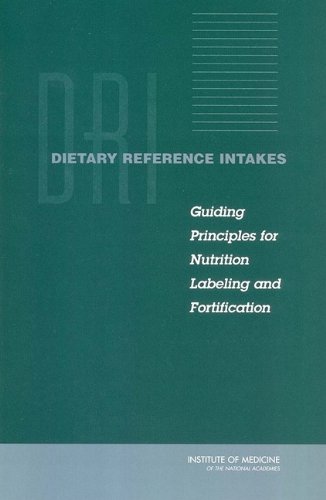 DRI
DIETARY REFERENCE INTAKES
Guiding
Principles for
Nutrition
Labeling and
Fortification
INSTITUTE OF MEDICINE
OF THE NATIONAL ACADEMIES